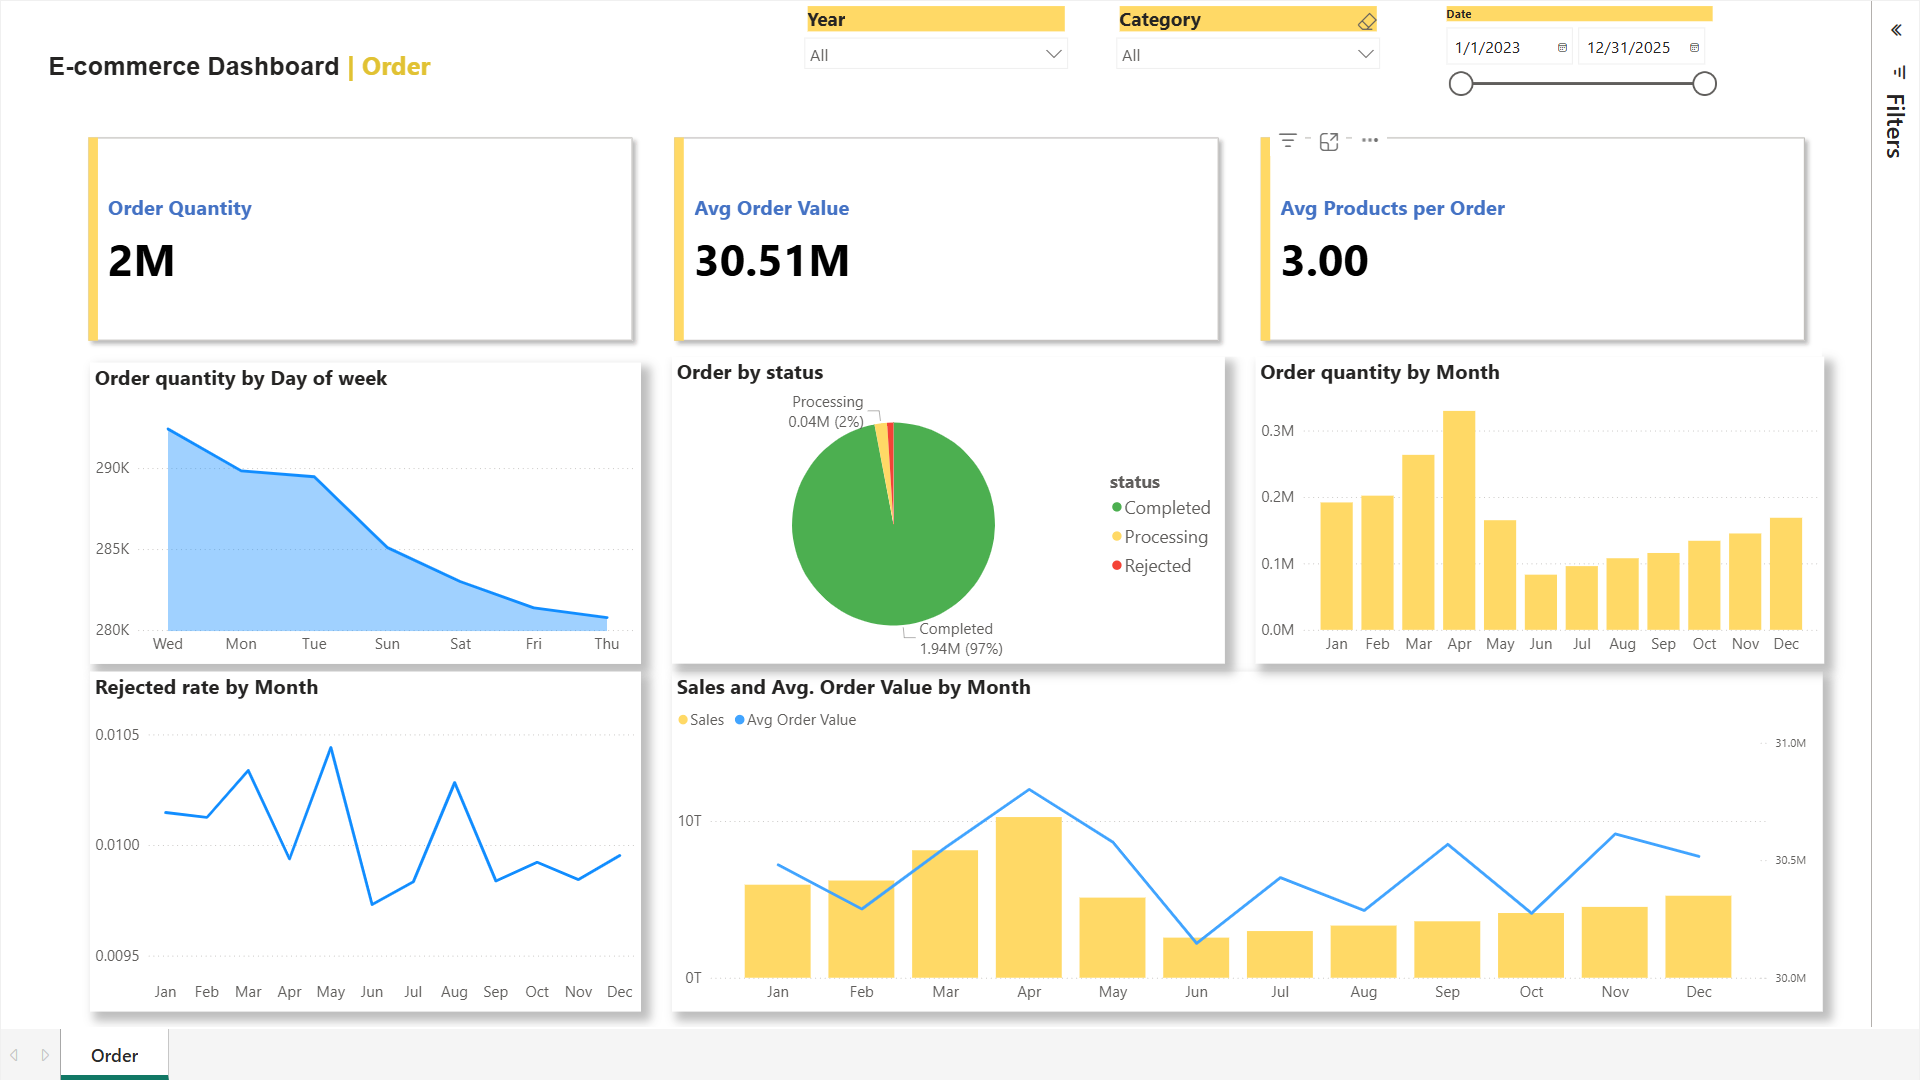 Year
Category
Date
E-commerce Dashboard | Order
All
All
1/1/2023
12/31/2025
Filters
Order Quantity
2M
Avg Order Value
30.51M
Avg Products per Order
3.00
Order quantity by Day of week
290K
285K
280K
Wed Mon Tue Sun Sat Fri Thu
Order by status
Processing
0.04M (2%)
Completed
1.94M (97%)
status
Completed
Processing
Rejected
Order quantity by Month
0.3M
0.2M
0.1M
0.0M
Jan Feb Mar Apr May Jun Jul Aug Sep Oct Nov Dec
Rejected rate by Month
0.0105
0.0100
0.0095
Jan Feb Mar Apr May Jun Jul Aug Sep Oct Nov Dec
Sales and Avg. Order Value by Month
Sales Avg Order Value
10T
0T
31.0M
30.5M
30.0M
Jan Feb Mar Apr May Jun Jul Aug Sep Oct Nov Dec
Order